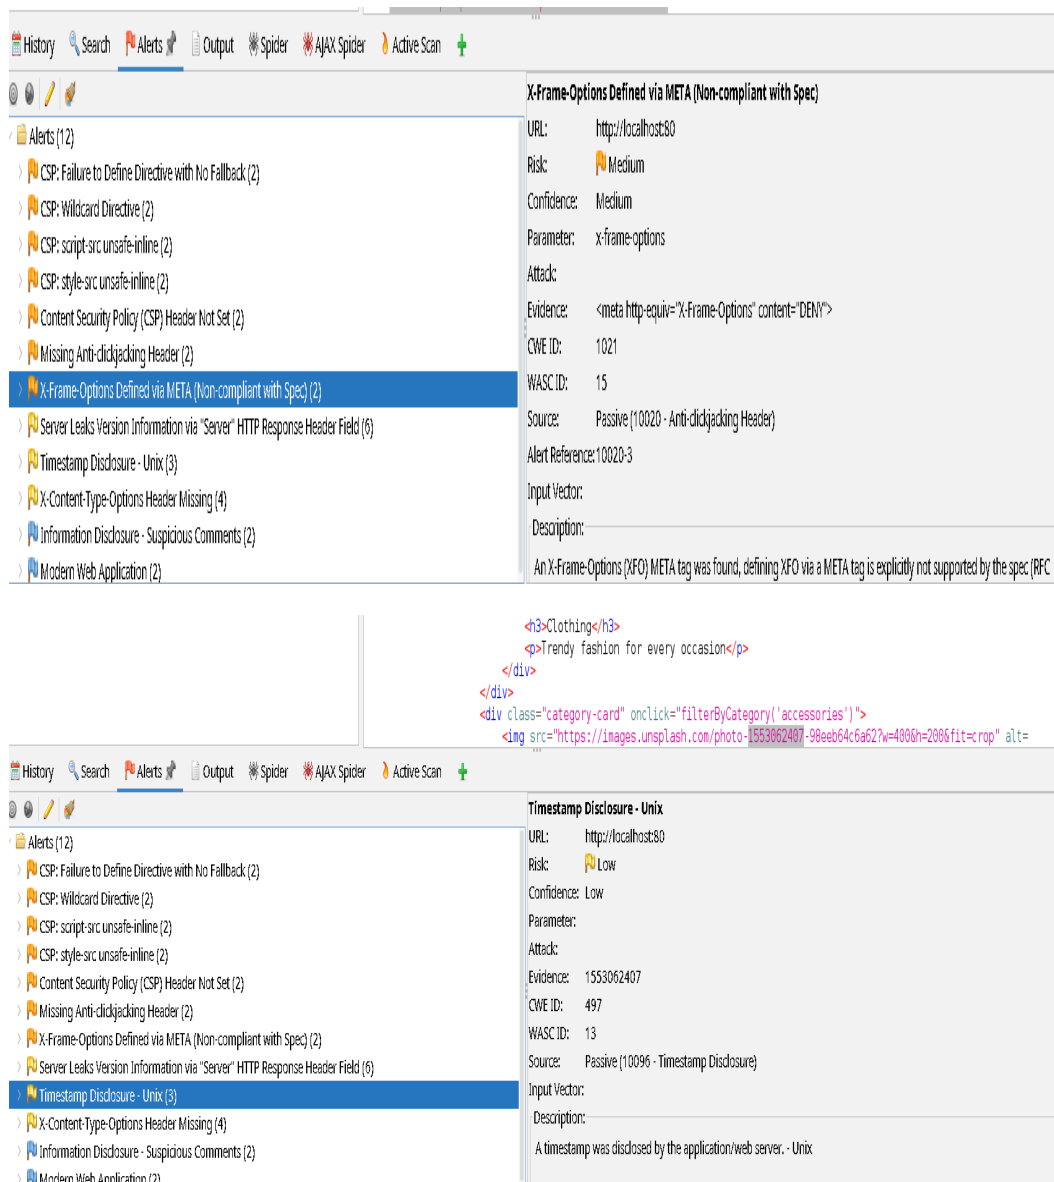 History Search Alerts Output Spider AJAX Spider Active Scan
Alerts (12)
CSP: Failure to Define Directive with No Fallback (2)
CSP: Wildcard Directive (2)
CSP: script-src unsafe-inline (2)
CSP: style-src unsafe-inline (2)
Content Security Policy (CSP) Header Not Set (2)
Missing Anti-clickjacking Header (2)
X-Frame-Options Defined via META (Non-compliant with Spec) (2)
Server Leaks Version Information via "Server" HTTP Response Header Field (6)
Timestamp Disclosure - Unix (3)
X-Content-Type-Options Header Missing (4)
Information Disclosure - Suspicious Comments (2)
Modern Web Application (2)
X-Frame-Options Defined via META (Non-compliant with Spec)
URL: http://localhost:80
Risk: Medium
Confidence: Medium
Parameter: x-frame-options
Attack:
Evidence: <meta http-equiv="X-Frame-Options" content="DENY">
CWE ID: 1021
WASC ID: 15
Source: Passive (10020 - Anti-clickjacking Header)
Alert Reference: 10020-3
Input Vector:
Description:
An X-Frame-Options (XFO) META tag was found, defining XFO via a META tag is explicitly not supported by the spec (RFC
<h3>Clothing</h3>
<p>Trendy fashion for every occasion</p>
</div>
</div>
<div class="category-card" onclick="filterByCategory('accessories')">
<img src="https://images.unsplash.com/photo-1553062407-98eeb64c6a62?w=400&h=200&fit=crop" alt=
History Search Alerts Output Spider AJAX Spider Active Scan
Alerts (12)
CSP: Failure to Define Directive with No Fallback (2)
CSP: Wildcard Directive (2)
CSP: script-src unsafe-inline (2)
CSP: style-src unsafe-inline (2)
Content Security Policy (CSP) Header Not Set (2)
Missing Anti-clickjacking Header (2)
X-Frame-Options Defined via META (Non-compliant with Spec) (2)
Server Leaks Version Information via "Server" HTTP Response Header Field (6)
Timestamp Disclosure - Unix (3)
X-Content-Type-Options Header Missing (4)
Information Disclosure - Suspicious Comments (2)
Modern Web Application (2)
Timestamp Disclosure - Unix
URL: http://localhost:80
Risk: Low
Confidence: Low
Parameter:
Attack:
Evidence: 1553062407
CWE ID: 497
WASC ID: 13
Source: Passive (10096 - Timestamp Disclosure)
Input Vector:
Description:
A timestamp was disclosed by the application/web server. - Unix